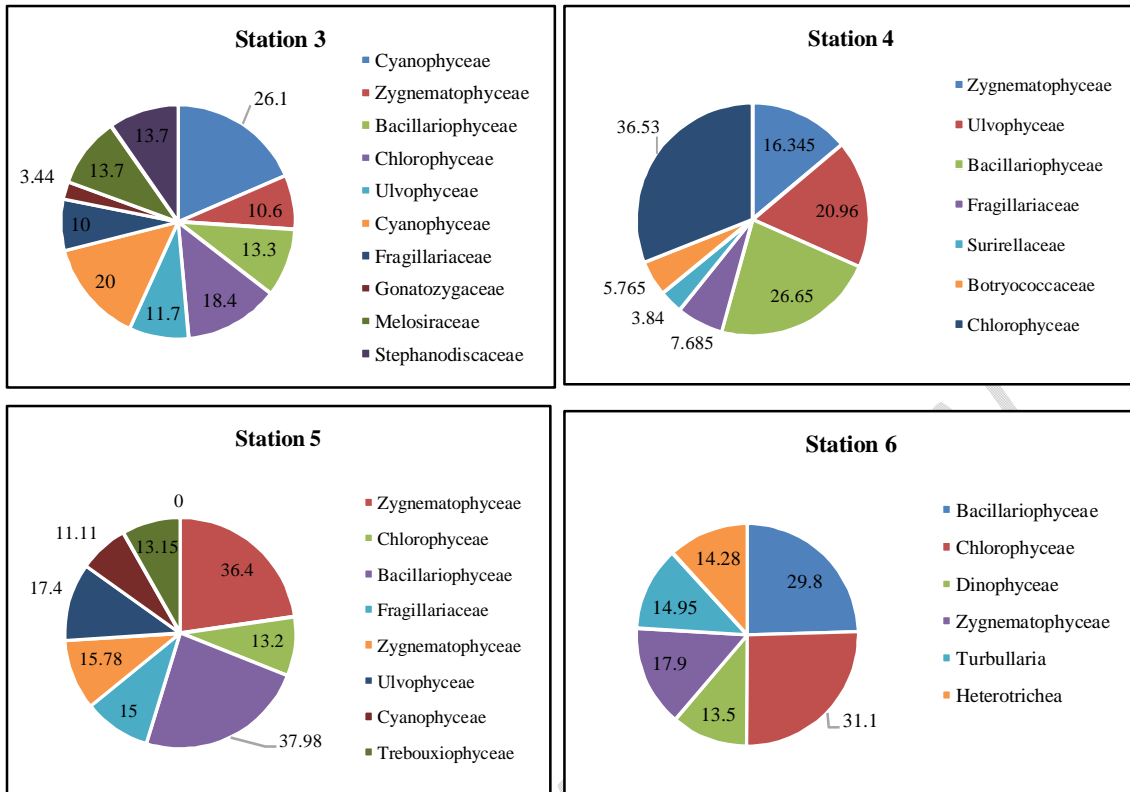 Station 3
Cyanophyceae
Zygnematophyceae
Bacillariophyceae
Chlorophyceae
Ulvophyceae
Cyanophyceae
Fragillariaceae
Gonatozygaceae
Melosiraceae
Stephanodiscaceae
26.1
10.6
13.3
18.4
11.7
20
10
3.44
13.7
13.7
Station 4
Zygnematophyceae
Ulvophyceae
Bacillariophyceae
Fragillariaceae
Surirellaceae
Botryococcaceae
Chlorophyceae
16.345
20.96
26.65
7.685
3.84
5.765
36.53
Station 5
Zygnematophyceae
Chlorophyceae
Bacillariophyceae
Fragillariaceae
Zygnematophyceae
Ulvophyceae
Cyanophyceae
Trebouxiophyceae
0
36.4
13.2
37.98
15
15.78
17.4
11.11
13.15
Station 6
Bacillariophyceae
Chlorophyceae
Dinophyceae
Zygnematophyceae
Turbullaria
Heterotrichea
29.8
31.1
13.5
17.9
14.95
14.28